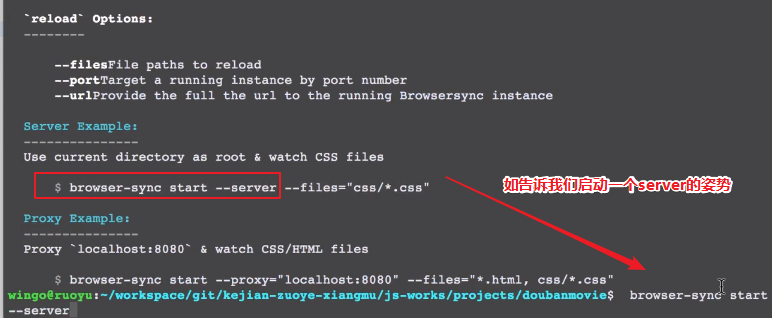 `reload` Options:
--------
--filesFile paths to reload
--portTarget a running instance by port number
--urlProvide the full the url to the running Browsersync instance
Server Example:
---------------
Use current directory as root & watch CSS files
$ browser-sync start --server --files="css/*.css"
如告诉我们启动一个server的姿势
Proxy Example:
---------------
Proxy `localhost:8080` & watch CSS/HTML files
$ browser-sync start --proxy="localhost:8080" --files="*.html, css/*.css"
wingo@ruoyu:~/workspace/git/kejian-zuoye-xiangmu/js-works/projects/doubanmovie$ browser-sync start
--server